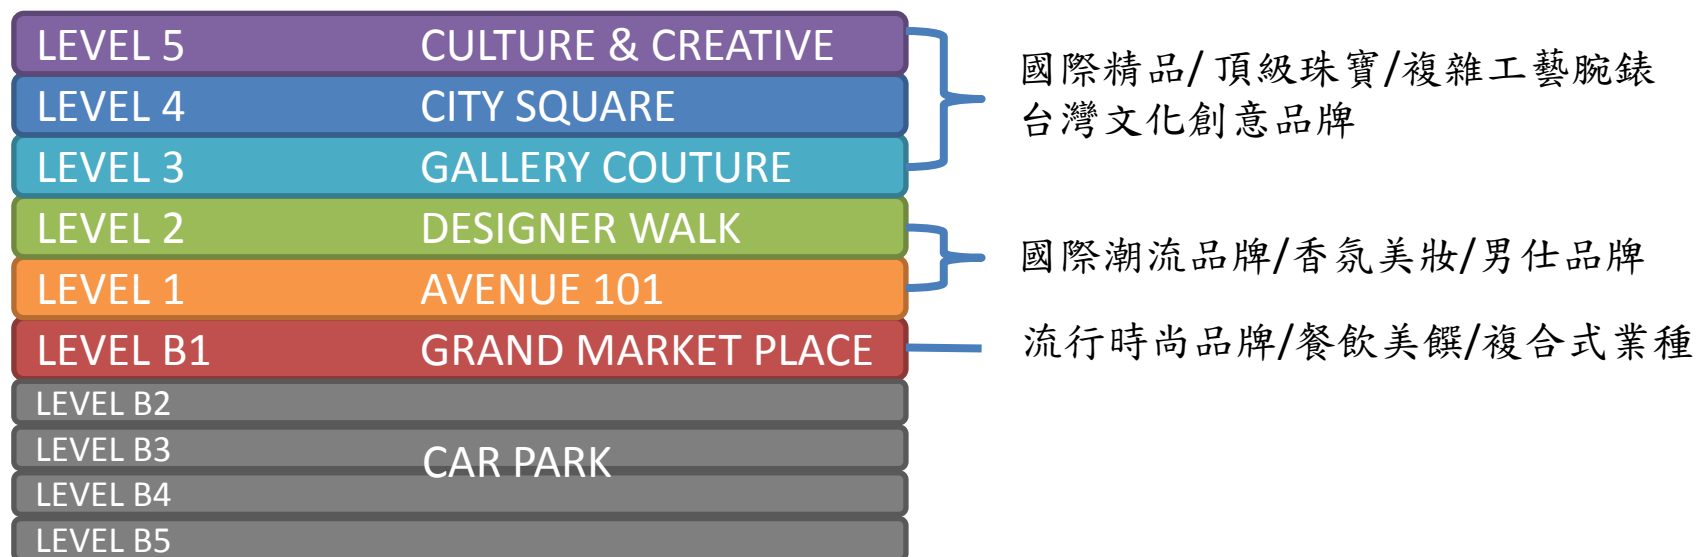 LEVEL 5 CULTURE & CREATIVE
LEVEL 4 CITY SQUARE
LEVEL 3 GALLERY COUTURE
國際精品/ 頂級珠寶/複雜工藝腕錶
台灣文化創意品牌
LEVEL 2 DESIGNER WALK
LEVEL 1 AVENUE 101
國際潮流品牌/香氛美妝/男仕品牌
LEVEL B1 GRAND MARKET PLACE
流行時尚品牌/餐飲美饌/複合式業種
LEVEL B2
LEVEL B3
CAR PARK
LEVEL B4
LEVEL B5